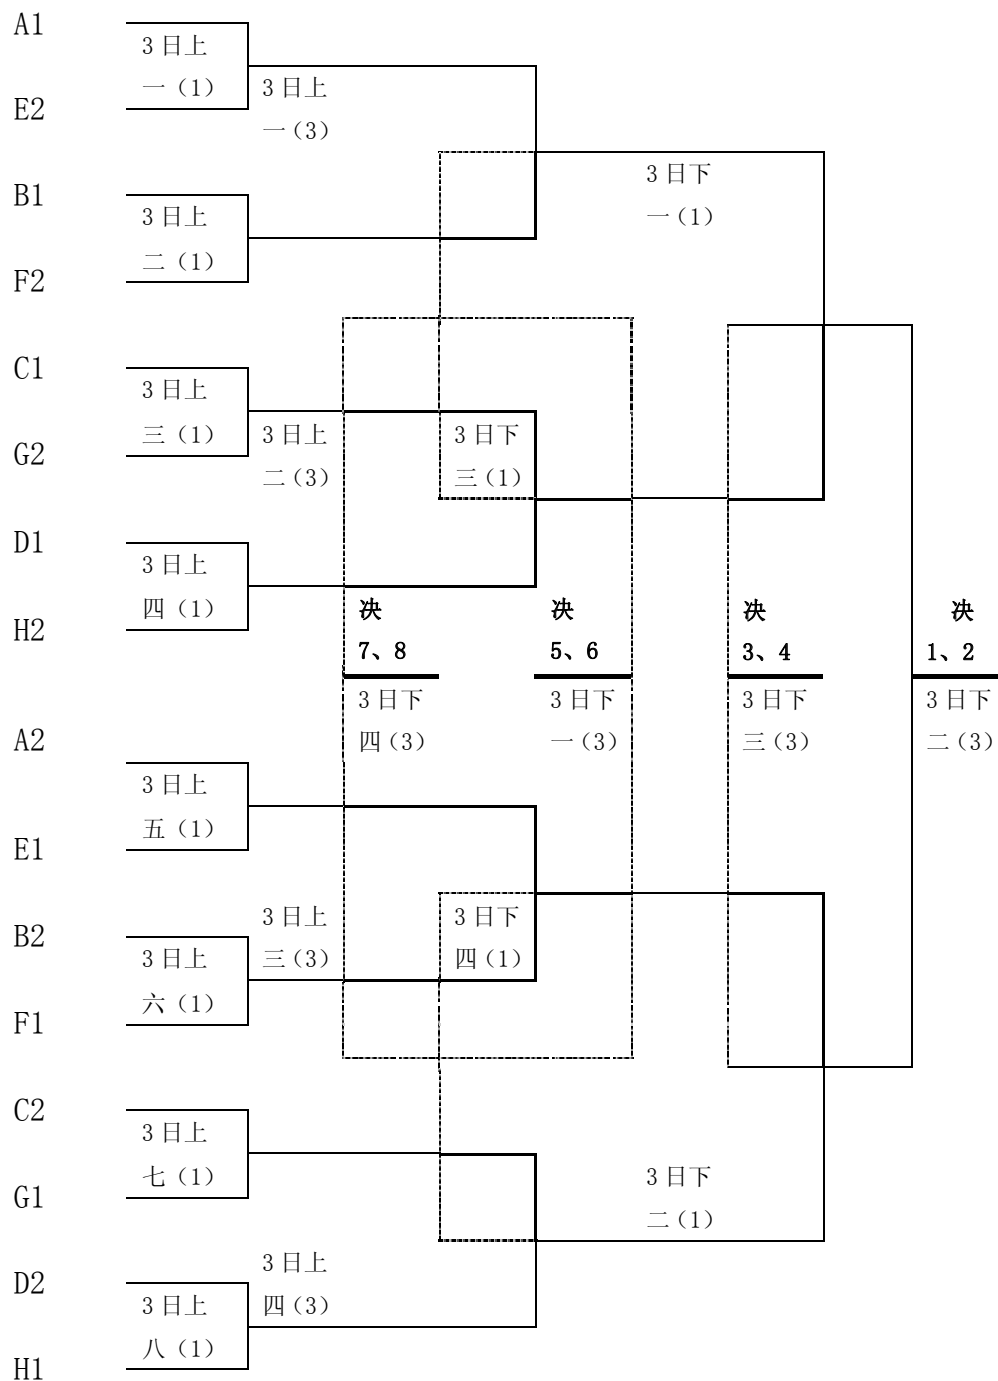 A1
3日上
一（1）
E2
3日上
一（3）
B1
3日上
二（1）
F2
3日下
一（1）
C1
3日上
三（1）
G2
3日上
二（3）
3日下
三（1）
D1
3日上
四（1）
H2
决
7、8
3日下
四（3）
决
5、6
3日下
一（3）
决
3、4
3日下
三（3）
决
1、2
3日下
二（3）
A2
3日上
五（1）
E1
B2
3日上
六（1）
F1
3日上
三（3）
3日下
四（1）
C2
3日上
七（1）
G1
3日下
二（1）
D2
3日上
八（1）
H1
3日上
四（3）